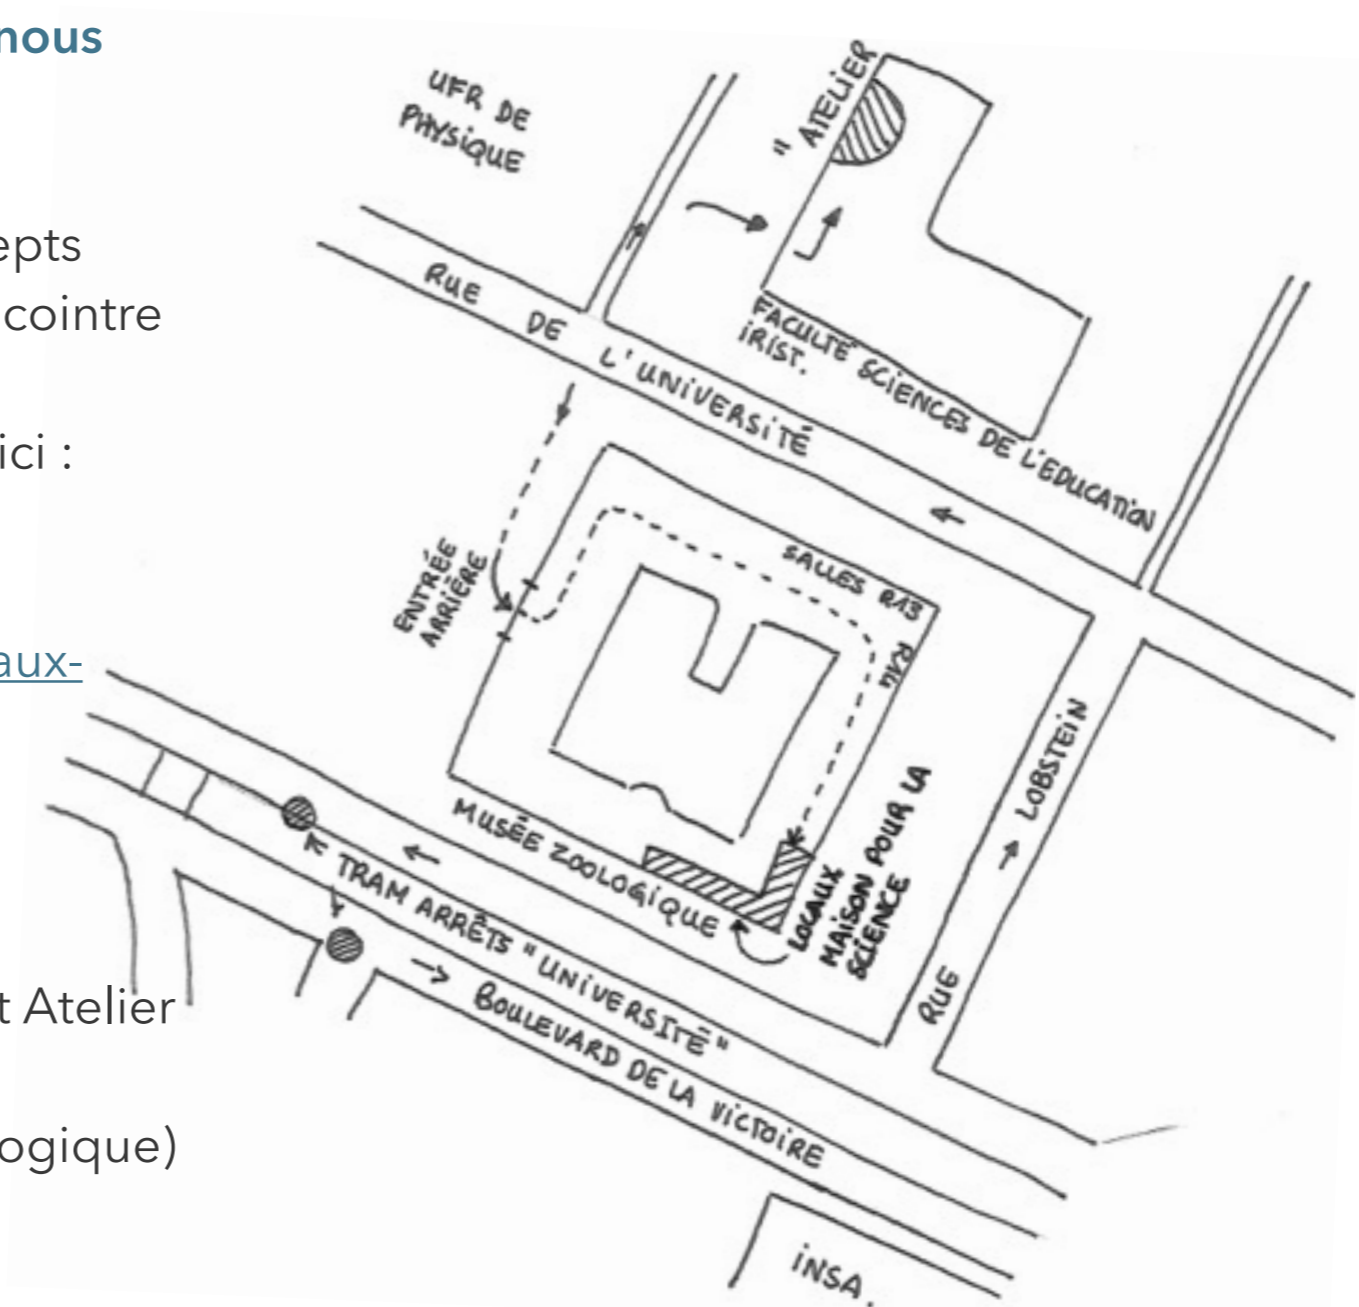 nous
epts
cointre
ici :
aux-
t Atelier
ogique)
UFR DE
PHYSIQUE
" ATELIER
RUE DE L'UNIVERSITÉ
FACULTÉ SCIENCES DE L'EDUCATION
IRIST.
ENTRÉE
ARRIÈRE
SALLES R13
R14
MUSÉE ZOOLOGIQUE
LOCAUX
MAISON POUR LA
SCIENCE
RUE LOBSTEIN
TRAM ARRÊTS "UNIVERSITÉ"
BOULEVARD DE LA VICTOIRE
INSA.